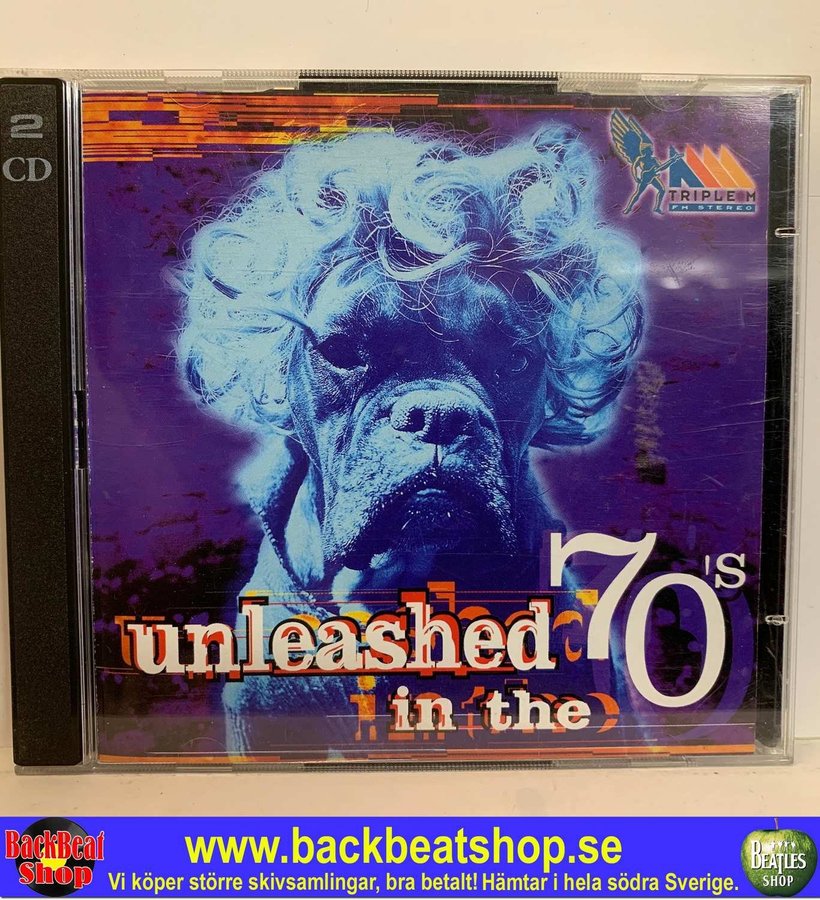 2
CD
TRIPLE M
FM STEREO
unleashed
in the
70's
BackBeat
Shop
www.backbeatshop.se
Vi köper större skivsamlingar, bra betalt! Hämtar i hela södra Sverige.
THE
BEATLES
SHOP